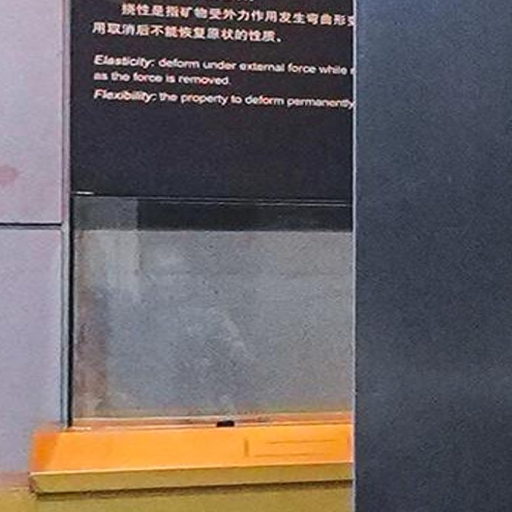 挠性是指矿物受外力作用发生弯曲形变
用取消后不能恢复原状的性质。
Elasticity: deform under external force while
as the force is removed.
Flexibility: the property to deform permanently